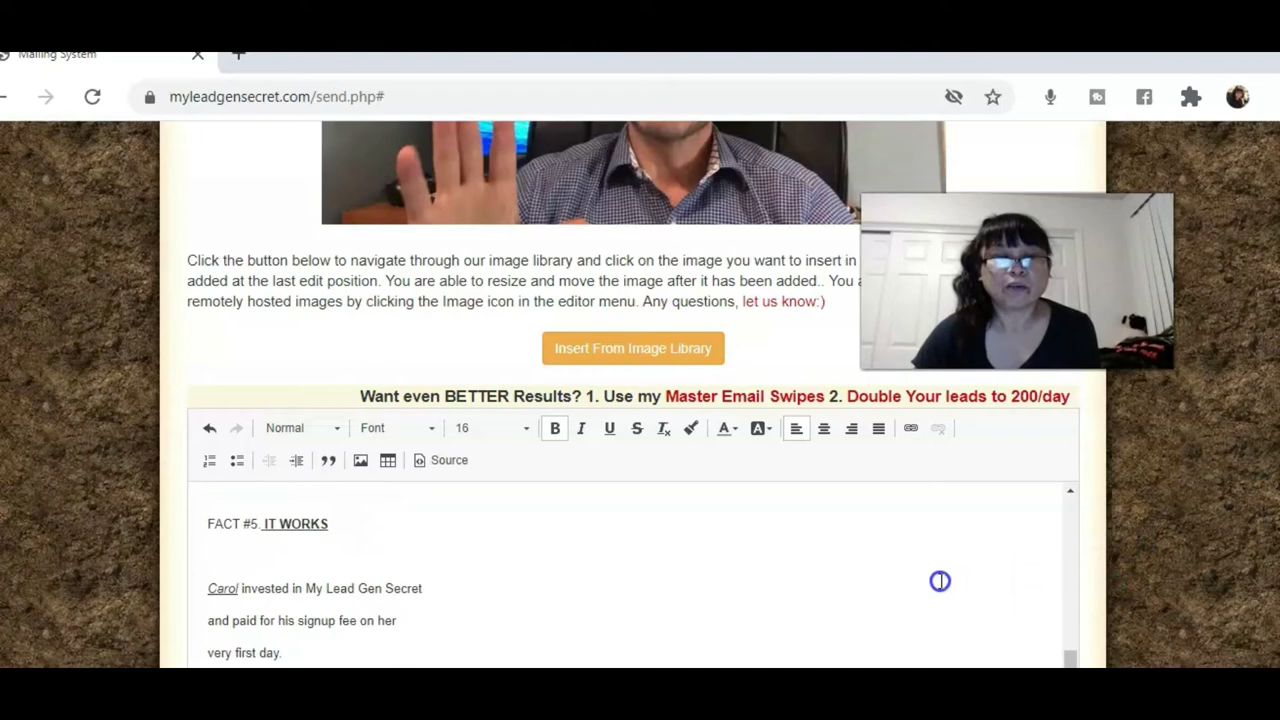 Mailing System
myleadgensecret.com/send.php#
Click the button below to navigate through our image library and click on the image you want to insert in
added at the last edit position. You are able to resize and move the image after it has been added.. You a
remotely hosted images by clicking the Image icon in the editor menu. Any questions, let us know:)
Insert From Image Library
Want even BETTER Results? 1. Use my Master Email Swipes 2. Double Your leads to 200/day
Normal Font 16
Source
FACT #5. IT WORKS
Carol invested in My Lead Gen Secret
and paid for his signup fee on her
very first day.